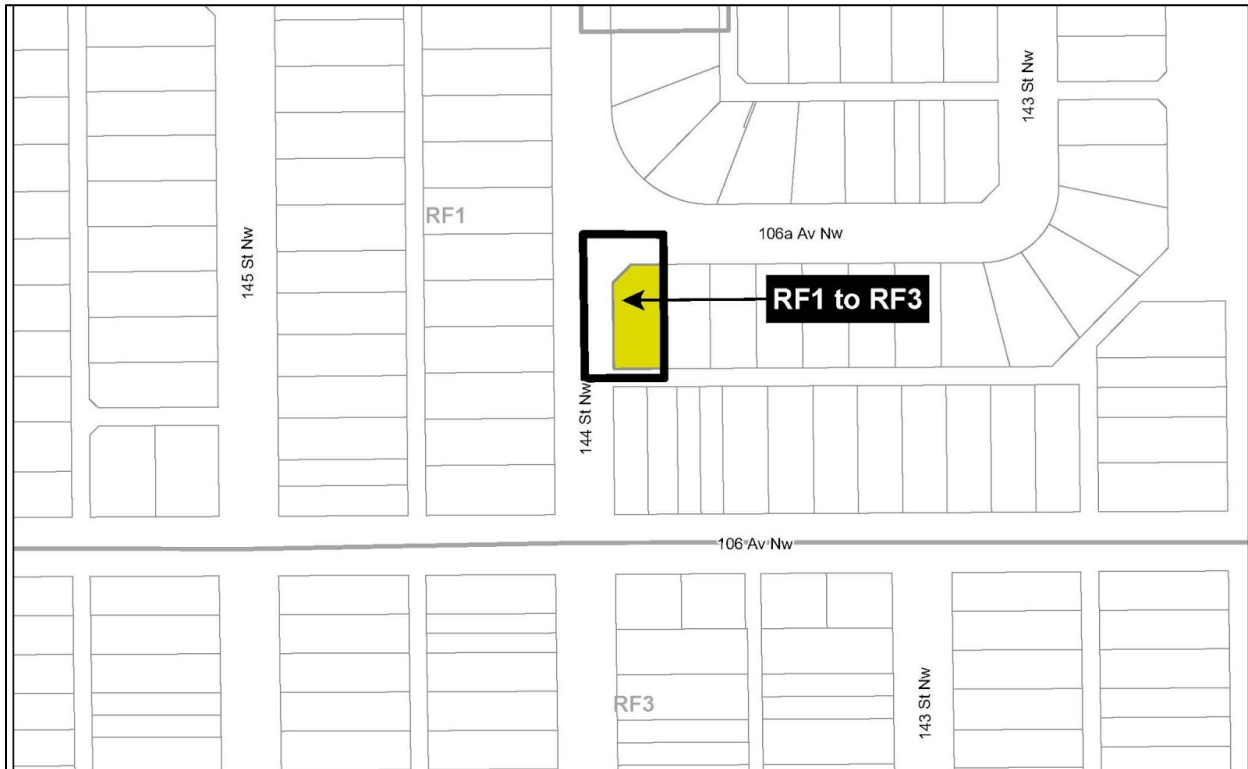 143 St Nw
RF1
106a Av Nw
145 St Nw
RF1 to RF3
144 St Nw
106 Av Nw
RF3
143 St Nw